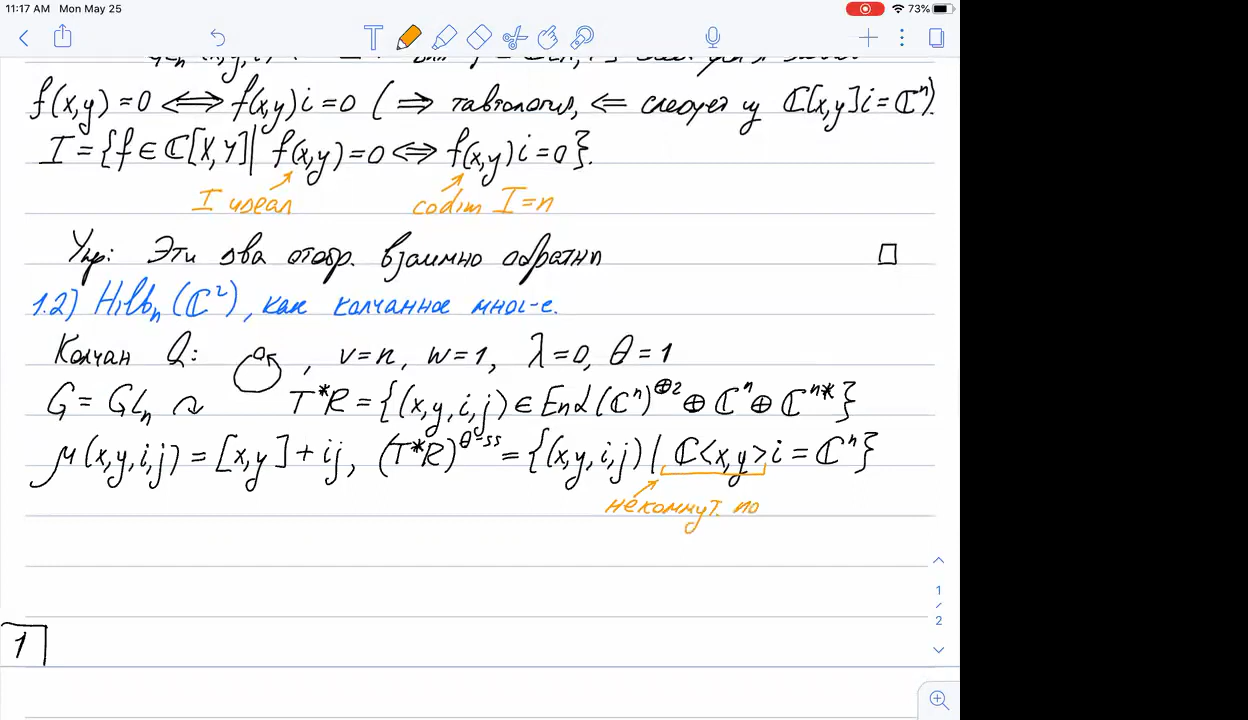 11:17 AM Mon May 25
73%
f(x,y)=0 ⟺ f(x,y)i=0 (⟹ тавтология, ⟸ следует из ℂ[x,y]i=ℂⁿ).
I={f∈ℂ[X,Y]| f(x,y)=0 ⟺ f(x,y)i=0}.
I идеал codim I=n
Упр: Эти два отобр. взаимно обратны □
1.2) Hilbₙ(ℂ²), как колчанное мног-е.
Колчан Q: , v=n, w=1, λ=0, θ=1
G=GLₙ ↷ T*R={(x,y,i,j)∈End(ℂⁿ)^⊕2⊕ℂⁿ⊕ℂⁿ*}
μ(x,y,i,j)=[x,y]+ij, (T*R)^θ-ss={(x,y,i,j)| ℂ<x,y>i=ℂⁿ}
некоммут. по
1
1
/
2